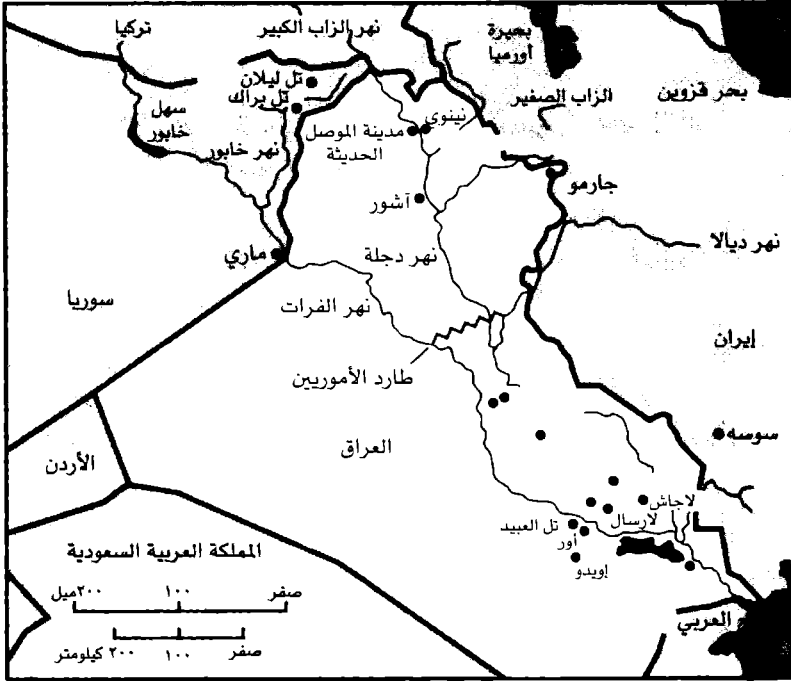 تركيا
نهر الزاب الكبير
بحيرة
أورميا
بحر قزوين
تل ليلان
تل براك
الزاب الصغير
سهل
خابور
نينوى
مدينة الموصل
الحديثة
نهر خابور
جارمو
آشور
نهر ديالا
ماري
نهر دجلة
سوريا
نهر الفرات
إيران
طارد الأموريين
سوسه
العراق
الأردن
لاجاش
لارسال
تل العبيد
أور
إويدو
المملكة العربية السعودية
٢٠٠ميل ١٠٠ صفر
العربي
٢٠٠ كيلومتر ١٠٠ صفر